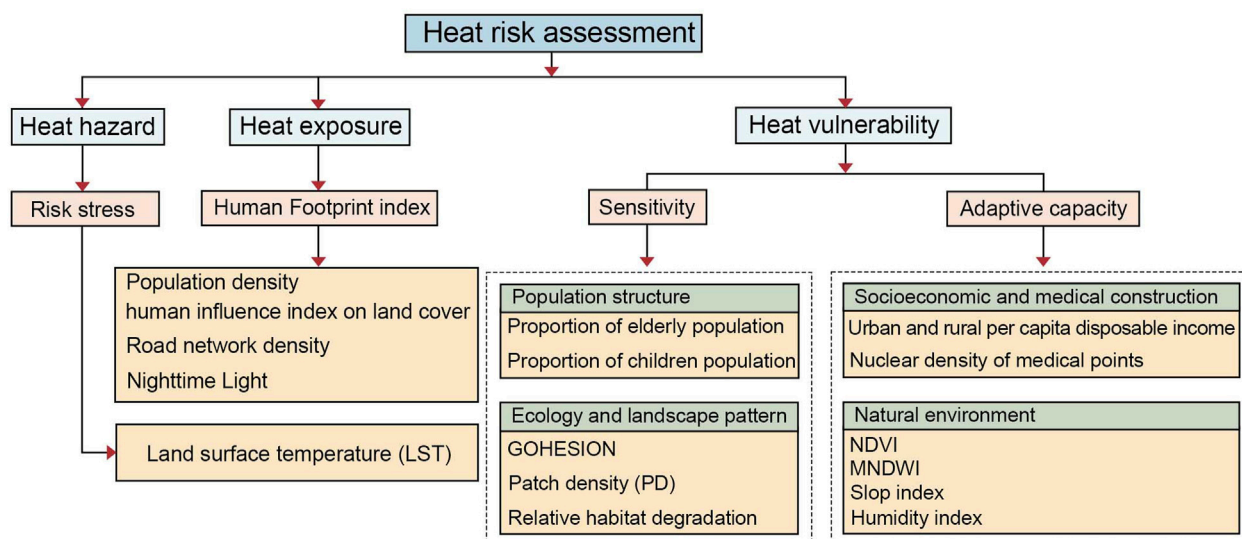 Heat risk assessment
Heat hazard
Heat exposure
Heat vulnerability
Risk stress
Human Footprint index
Sensitivity
Adaptive capacity
Population density
human influence index on land cover
Road network density
Nighttime Light
Land surface temperature (LST)
Population structure
Proportion of elderly population
Proportion of children population
Ecology and landscape pattern
GOHESION
Patch density (PD)
Relative habitat degradation
Socioeconomic and medical construction
Urban and rural per capita disposable income
Nuclear density of medical points
Natural environment
NDVI
MNDWI
Slop index
Humidity index